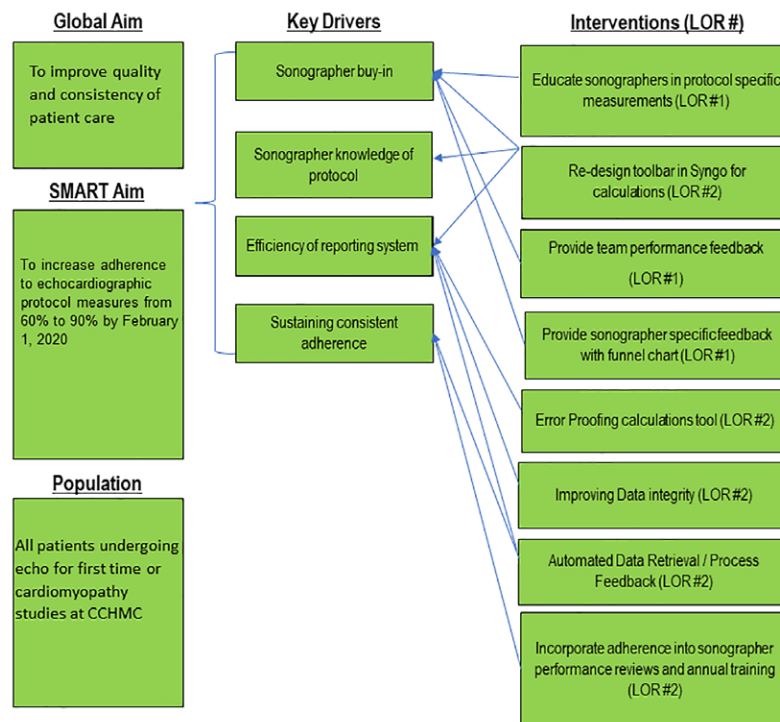 Global Aim
To improve quality
and consistency of
patient care
SMART Aim
To increase adherence
to echocardiographic
protocol measures from
60% to 90% by February
1, 2020
Population
All patients undergoing
echo for first time or
cardiomyopathy
studies at CCHMC
Key Drivers
Sonographer buy-in
Sonographer knowledge of
protocol
Efficiency of reporting system
Sustaining consistent
adherence
Interventions (LOR #)
Educate sonographers in protocol specific
measurements (LOR #1)
Re-design toolbar in Syngo for
calculations (LOR #2)
Provide team performance feedback
(LOR #1)
Provide sonographer specific feedback
with funnel chart (LOR #1)
Error Proofing calculations tool (LOR #2)
Improving Data integrity (LOR #2)
Automated Data Retrieval / Process
Feedback (LOR #2)
Incorporate adherence into sonographer
performance reviews and annual training
(LOR #2)